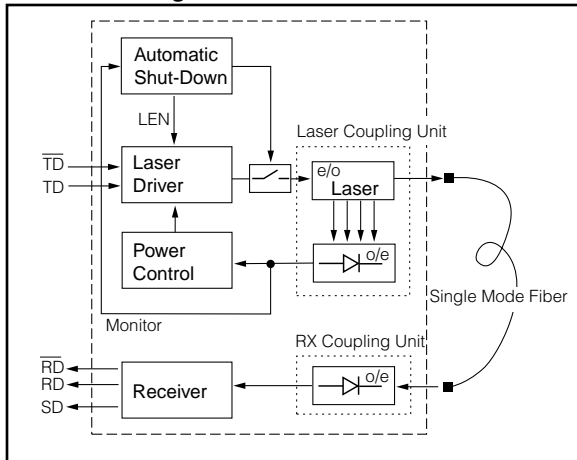 Automatic
Shut-Down
LEN
Laser Coupling Unit
TD
TD
Laser
Driver
e/o
Laser
o/e
Power
Control
Single Mode Fiber
Monitor
RX Coupling Unit
RD
RD
SD
Receiver
o/e